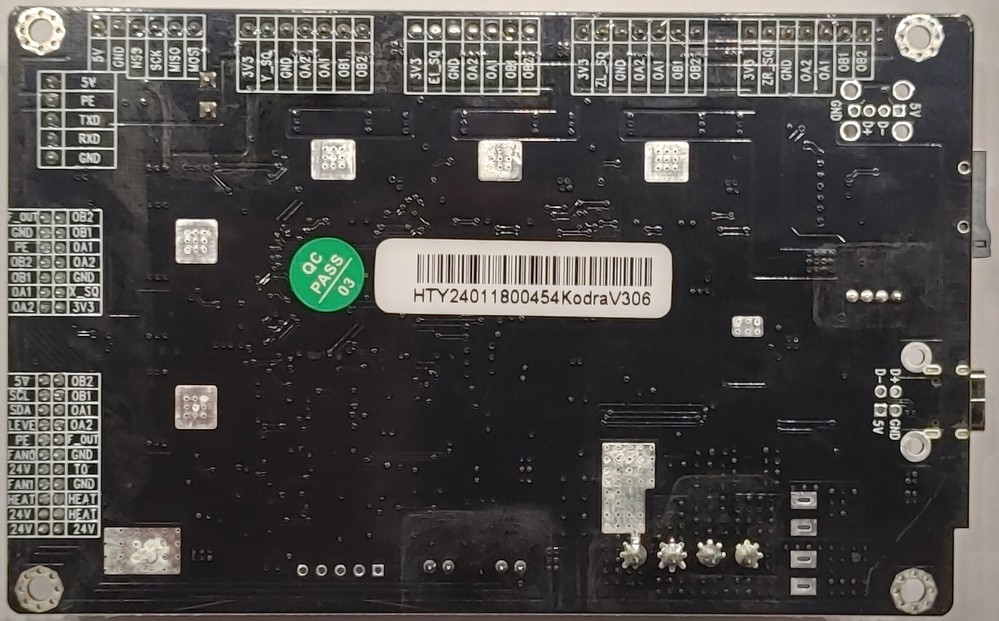 5V GND NSS SCK MISO MOSI
3V3 Y_SQ GND OA2 OA1 OB1 OB2
3V3 E1_SQ GND OA2 OA1 OB1 OB2
3V3 ZL_SQ GND OA2 OA1 OB1 OB2
3V3 ZR_SQ GND OA2 OA1 OB1 OB2
5V
PE
TXD
RXD
GND
GND D+ D- 5V
F_OUT OB2
GND OB1
PE OA1
OB2 OA2
OB1 GND
OA1 X_SQ
OA2 3V3
QC
PASS
03
HTY24011800454KodraV306
5V OB2
SCL OB1
SDA OA1
LEVE OA2
PE F_OUT
FAN0 GND
24V T0
FAN1 GND
HEAT HEAT
24V HEAT
24V 24V
D- D+
5V GND